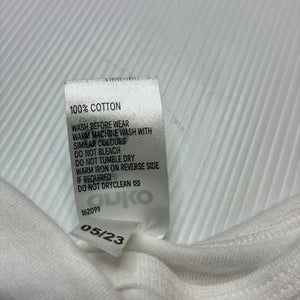 100% COTTON
WASH BEFORE WEAR
WARM MACHINE WASH WITH
SIMILAR COLOURS
DO NOT BLEACH
DO NOT TUMBLE DRY
WARM IRON ON REVERSE SIDE
IF REQUIRED
DO NOT DRYCLEAN
anko
162099
05/23